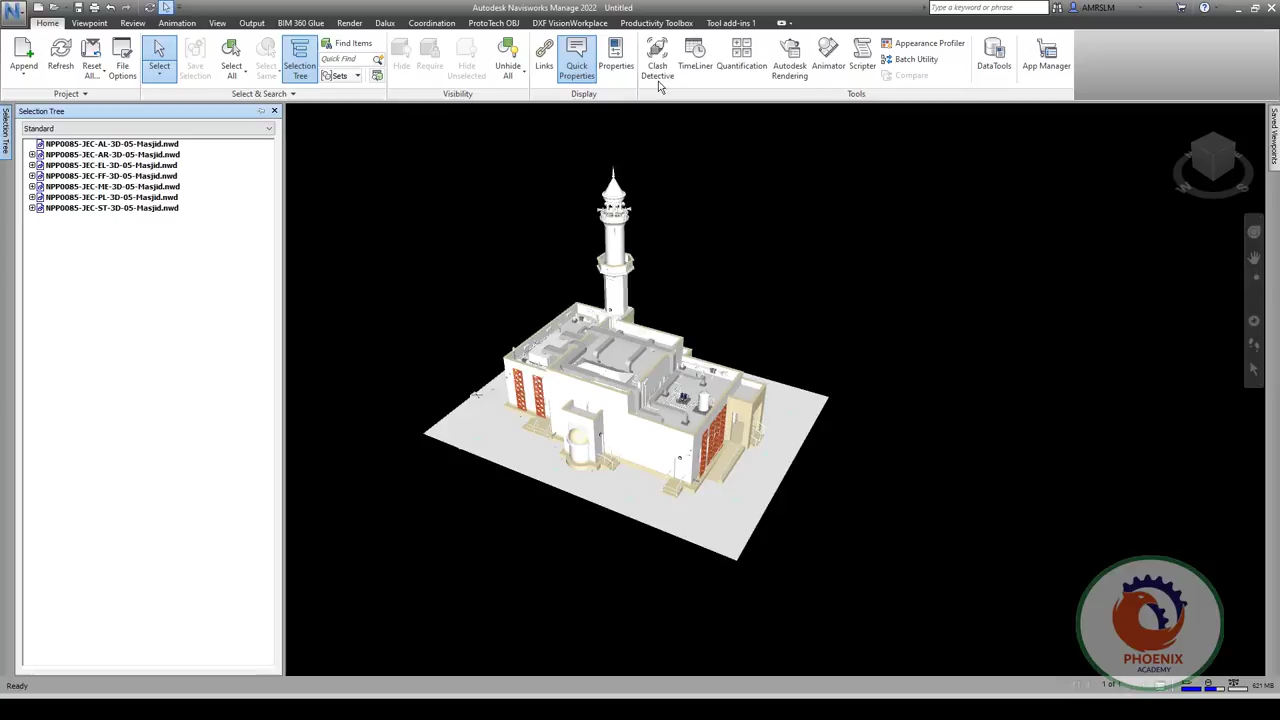 Autodesk Navisworks Manage 2022   Untitled
Type a keyword or phrase
AMRSLM
Home Viewpoint Review Animation View Output BIM 360 Glue Render Dalux Coordination ProtoTech OBJ DXF VisionWorkplace Productivity Toolbox Tool add-ins 1
Append
Refresh
Reset All...
File Options
Project
Select
Save Selection
Select All
Select Same
Selection Tree
Find Items
Quick Find
Sets
Select & Search
Hide
Require
Hide Unselected
Unhide All
Visibility
Links
Quick Properties
Properties
Display
Clash Detective
TimeLiner
Quantification
Autodesk Rendering
Animator
Scripter
Appearance Profiler
Batch Utility
Compare
Tools
DataTools
App Manager
Selection Tree
Selection Tree
Standard
NPP0085-JEC-AL-3D-05-Masjid.nwd
NPP0085-JEC-AR-3D-05-Masjid.nwd
NPP0085-JEC-EL-3D-05-Masjid.nwd
NPP0085-JEC-FF-3D-05-Masjid.nwd
NPP0085-JEC-ME-3D-05-Masjid.nwd
NPP0085-JEC-PL-3D-05-Masjid.nwd
NPP0085-JEC-ST-3D-05-Masjid.nwd
Saved Viewpoints
W S
PHOENIX
ACADEMY
Ready
1 of 1
621 MB